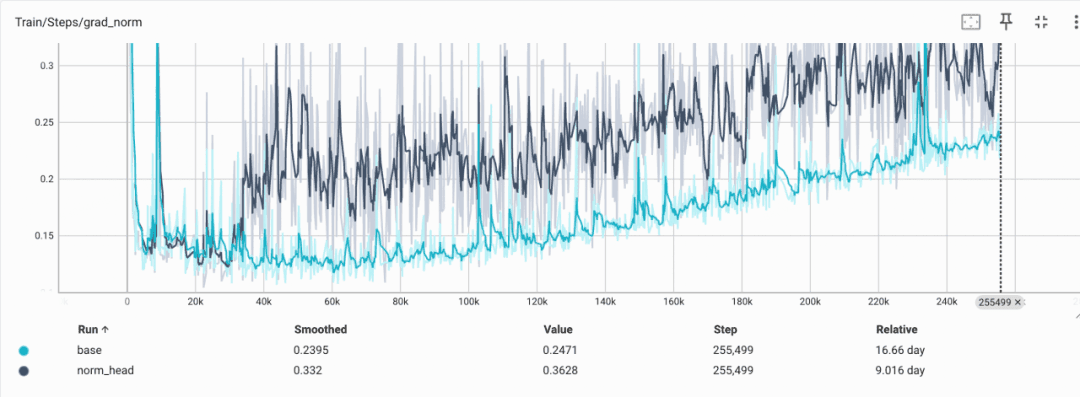 Train/Steps/grad_norm
0.3
0.25
0.2
0.15
0 20k 40k 60k 80k 100k 120k 140k 160k 180k 200k 220k 240k 255499 ×
Run ↑ Smoothed Value Step Relative
base 0.2395 0.2471 255,499 16.66 day
norm_head 0.332 0.3628 255,499 9.016 day